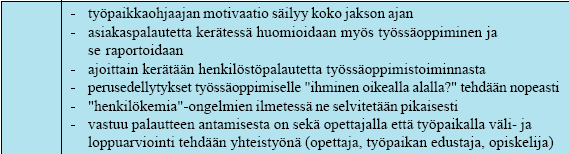 - työpaikkaohjaajan motivaatio säilyy koko jakson ajan
- asiakaspalautetta kerätessä huomioidaan myös työssäoppiminen ja
se raportoidaan
- ajoittain kerätään henkilöstöpalautetta työssäoppimistoiminnasta
- perusedellytykset työssäoppimiselle "ihminen oikealla alalla?" tehdään nopeasti
- "henkilökemia"-ongelmien ilmetessä ne selvitetään pikaisesti
- vastuu palautteen antamisesta on sekä opettajalla että työpaikalla väli- ja
loppuarviointi tehdään yhteistyönä (opettaja, työpaikan edustaja, opiskelija)